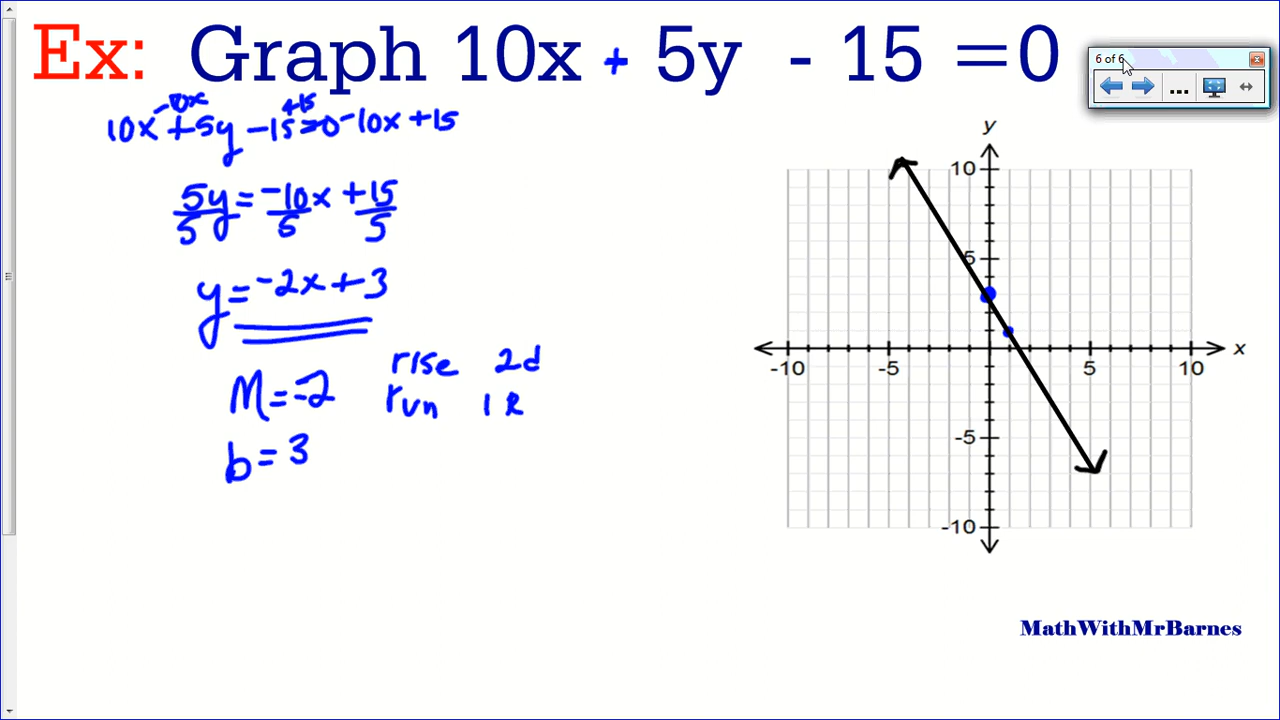 Ex: Graph 10x + 5y - 15 = 0
6 of 6
-10x +15
10x +5y -15=0-10x +15
5y = -10x +15
5 5 5
y = -2x + 3
M = -2
rise 2d
run 1R
b = 3
y
10
5
-10 -5 5 10 x
-5
-10
MathWithMrBarnes